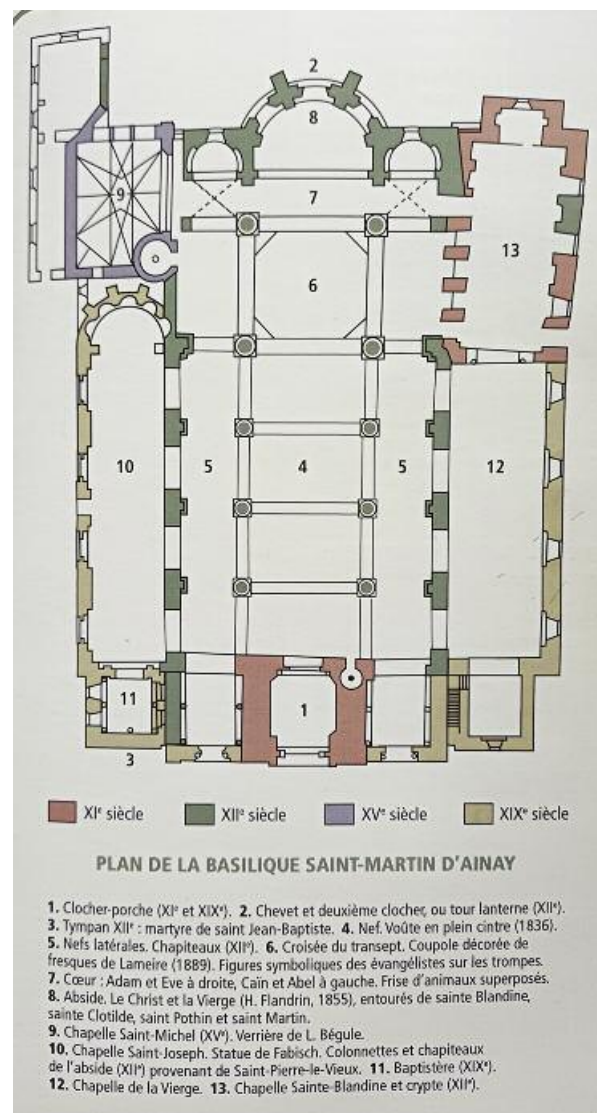 2
8
9
7
13
6
10
5
4
5
12
11
1
3
XIe siècle
XIIe siècle
XVe siècle
XIXe siècle
PLAN DE LA BASILIQUE SAINT-MARTIN D'AINAY
1. Clocher-porche (XIe et XIXe). 2. Chevet et deuxième clocher, ou tour lanterne (XIIe).
3. Tympan XIIe : martyre de saint Jean-Baptiste. 4. Nef. Voûte en plein cintre (1836).
5. Nefs latérales. Chapiteaux (XIIe). 6. Croisée du transept. Coupole décorée de
fresques de Lameire (1889). Figures symboliques des évangélistes sur les trompes.
7. Cœur : Adam et Eve à droite, Caïn et Abel à gauche. Frise d'animaux superposés.
8. Abside. Le Christ et la Vierge (H. Flandrin, 1855), entourés de sainte Blandine,
sainte Clotilde, saint Pothin et saint Martin.
9. Chapelle Saint-Michel (XVe). Verrière de L. Bégule.
10. Chapelle Saint-Joseph. Statue de Fabisch. Colonnettes et chapiteaux
de l'abside (XIIe) provenant de Saint-Pierre-le-Vieux. 11. Baptistère (XIXe).
12. Chapelle de la Vierge. 13. Chapelle Sainte-Blandine et crypte (XIIe).